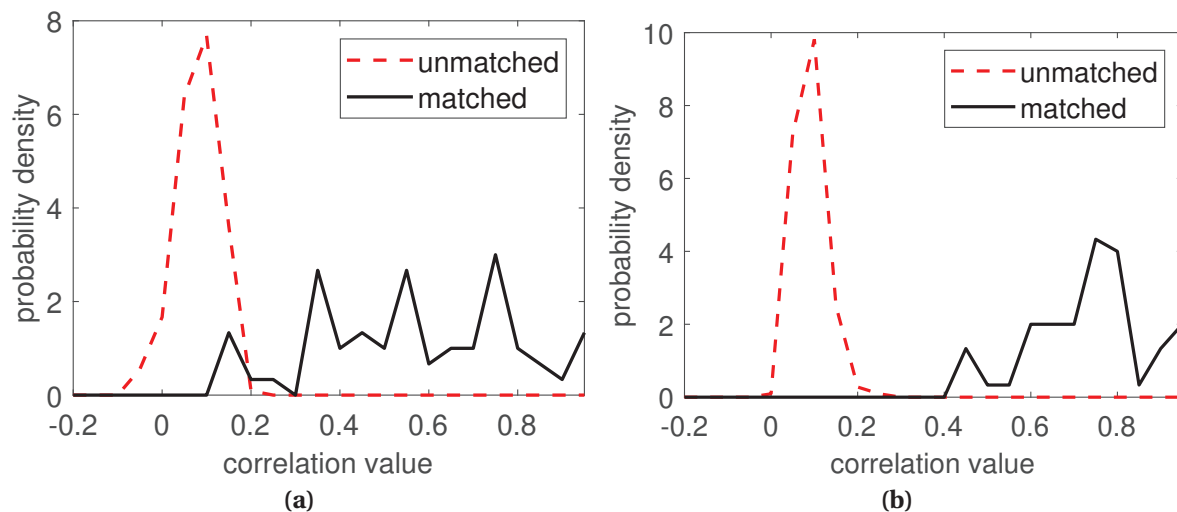 8
6
4
2
0
probability density
unmatched
matched
-0.2 0 0.2 0.4 0.6 0.8
correlation value
(a)
10
8
6
4
2
0
probability density
unmatched
matched
-0.2 0 0.2 0.4 0.6 0.8
correlation value
(b)